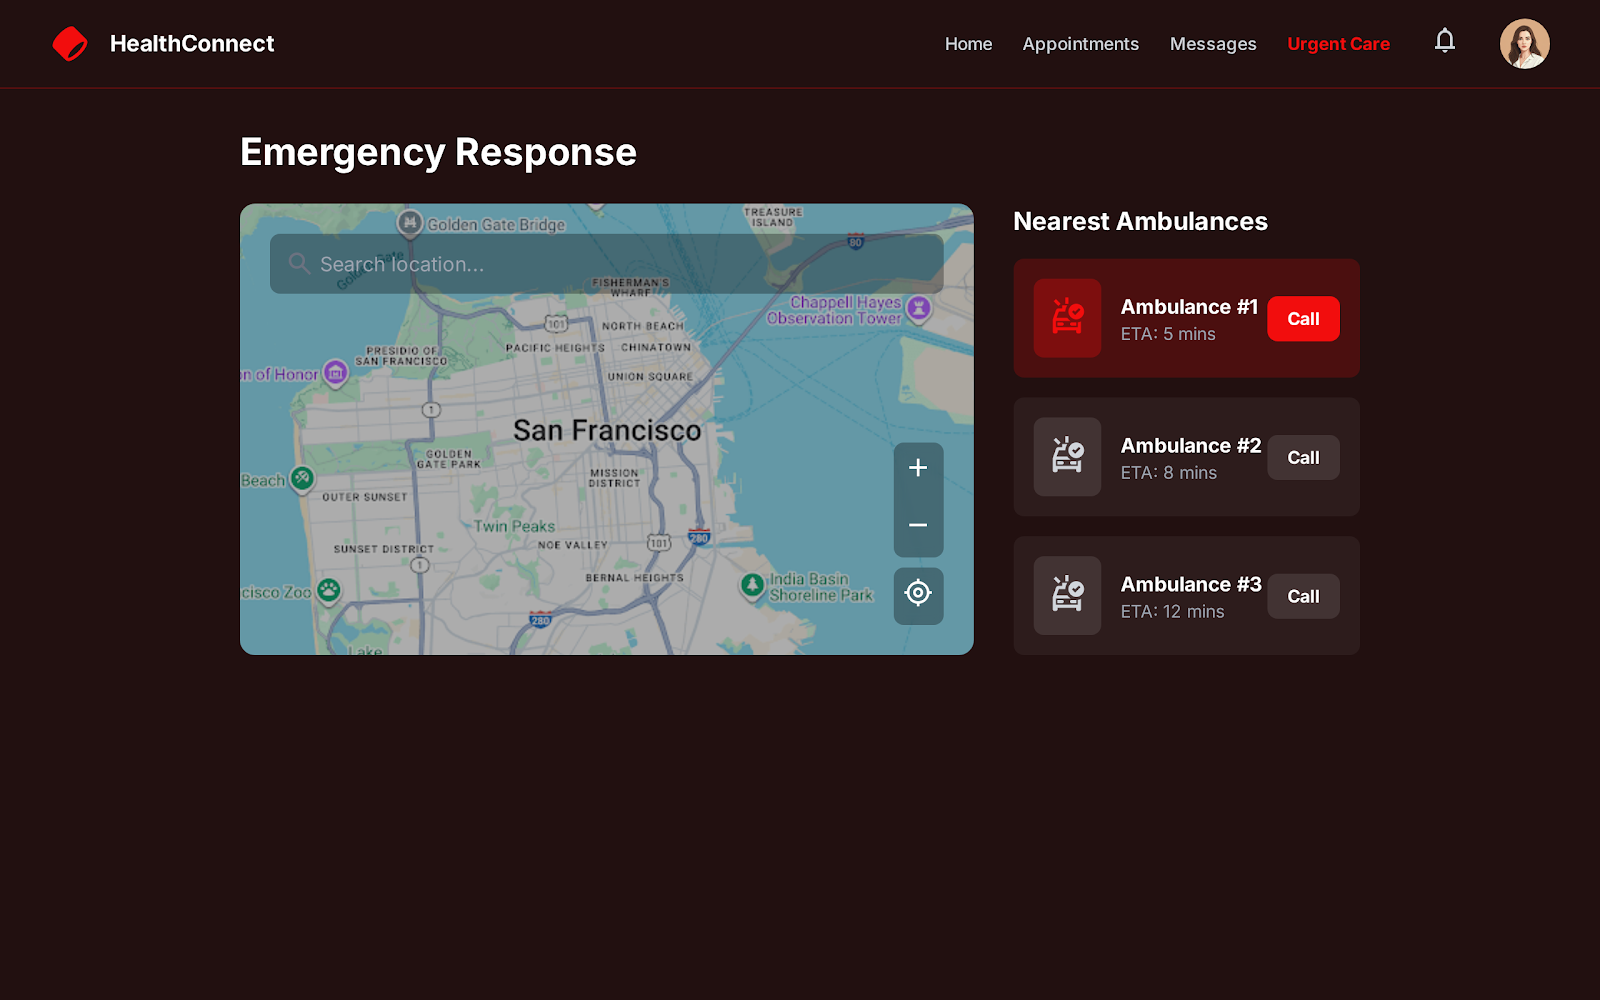 HealthConnect
Home
Appointments
Messages
Urgent Care
Emergency Response
Golden Gate Bridge
TREASURE
ISLAND
80
Search location...
Golden Gate
FISHERMAN'S
WHARF
Chappell Hayes
Observation Tower
101
NORTH BEACH
PACIFIC HEIGHTS
CHINATOWN
PRESIDIO OF
SAN FRANCISCO
n of Honor
UNION SQUARE
1
San Francisco
GOLDEN
GATE PARK
MISSION
DISTRICT
Beach
OUTER SUNSET
Twin Peaks
SUNSET DISTRICT
NOE VALLEY
101
280
1
BERNAL HEIGHTS
India Basin
Shoreline Park
cisco Zoo
280
Lake
+
−
Nearest Ambulances
Ambulance #1
ETA: 5 mins
Call
Ambulance #2
ETA: 8 mins
Call
Ambulance #3
ETA: 12 mins
Call